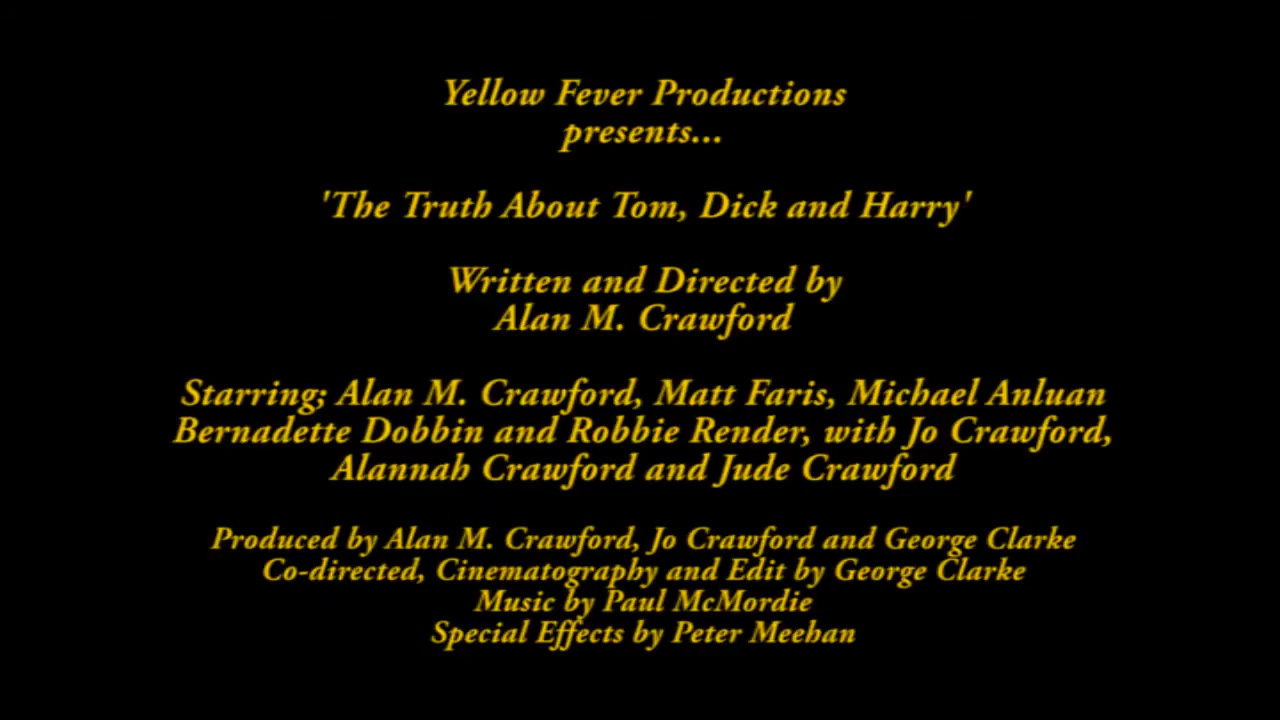 Yellow Fever Productions
presents...
'The Truth About Tom, Dick and Harry'
Written and Directed by
Alan M. Crawford
Starring; Alan M. Crawford, Matt Faris, Michael Anluan
Bernadette Dobbin and Robbie Render, with Jo Crawford,
Alannah Crawford and Jude Crawford
Produced by Alan M. Crawford, Jo Crawford and George Clarke
Co-directed, Cinematography and Edit by George Clarke
Music by Paul McMordie
Special Effects by Peter Meehan